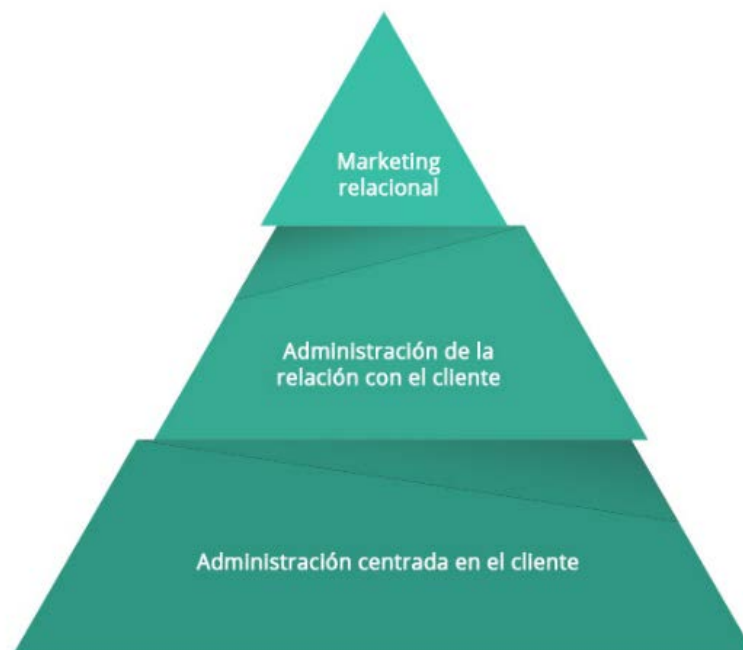 Marketing
relacional
Administración de la
relación con el cliente
Administración centrada en el cliente